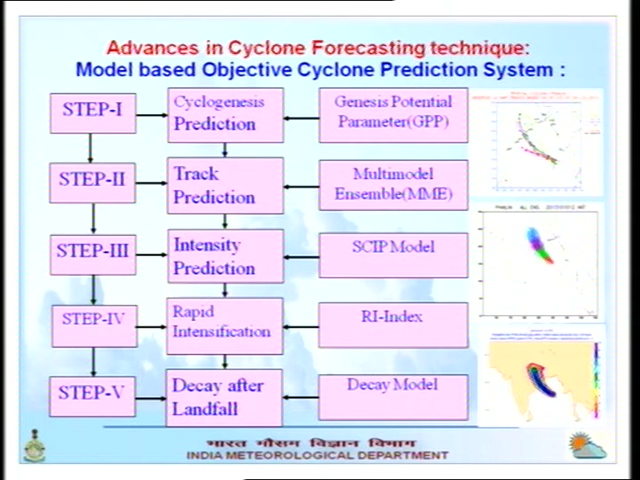 Advances in Cyclone Forecasting technique:
Model based Objective Cyclone Prediction System :
STEP-I
Cyclogenesis
Prediction
Genesis Potential
Parameter(GPP)
STEP-II
Track
Prediction
Multimodel
Ensemble(MME)
STEP-III
Intensity
Prediction
SCIP Model
STEP-IV
Rapid
Intensification
RI-Index
STEP-V
Decay after
Landfall
Decay Model
भारत मौसम विज्ञान विभाग
INDIA METEOROLOGICAL DEPARTMENT